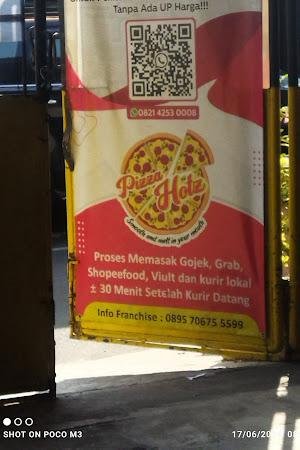 Tanpa Ada UP Harga!!!
0821 4253 0008
Pizza Hotz
Smooth and melt in your mouth
Proses Memasak Gojek, Grab,
Shopeefood, Viult dan kurir lokal
± 30 Menit Setelah Kurir Datang
Info Franchise : 0895 70675 5599
SHOT ON POCO M3
17/06/20